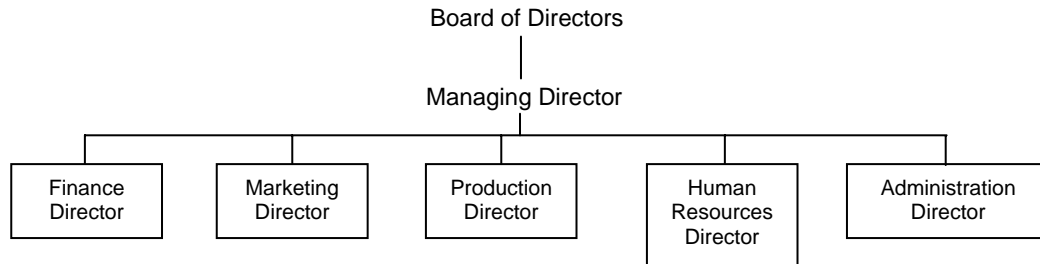 Board of Directors
Managing Director
Finance
Director
Marketing
Director
Production
Director
Human
Resources
Director
Administration
Director